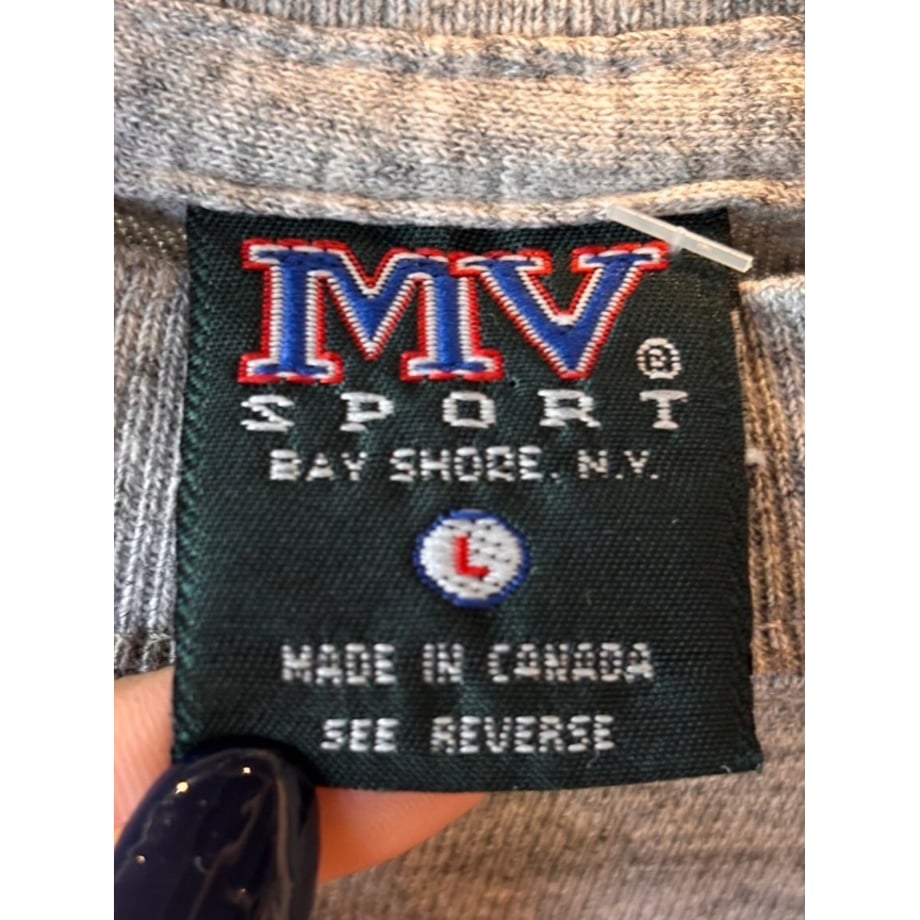 MV®
SPORT
BAY SHORE, N.Y.
L
MADE IN CANADA
SEE REVERSE